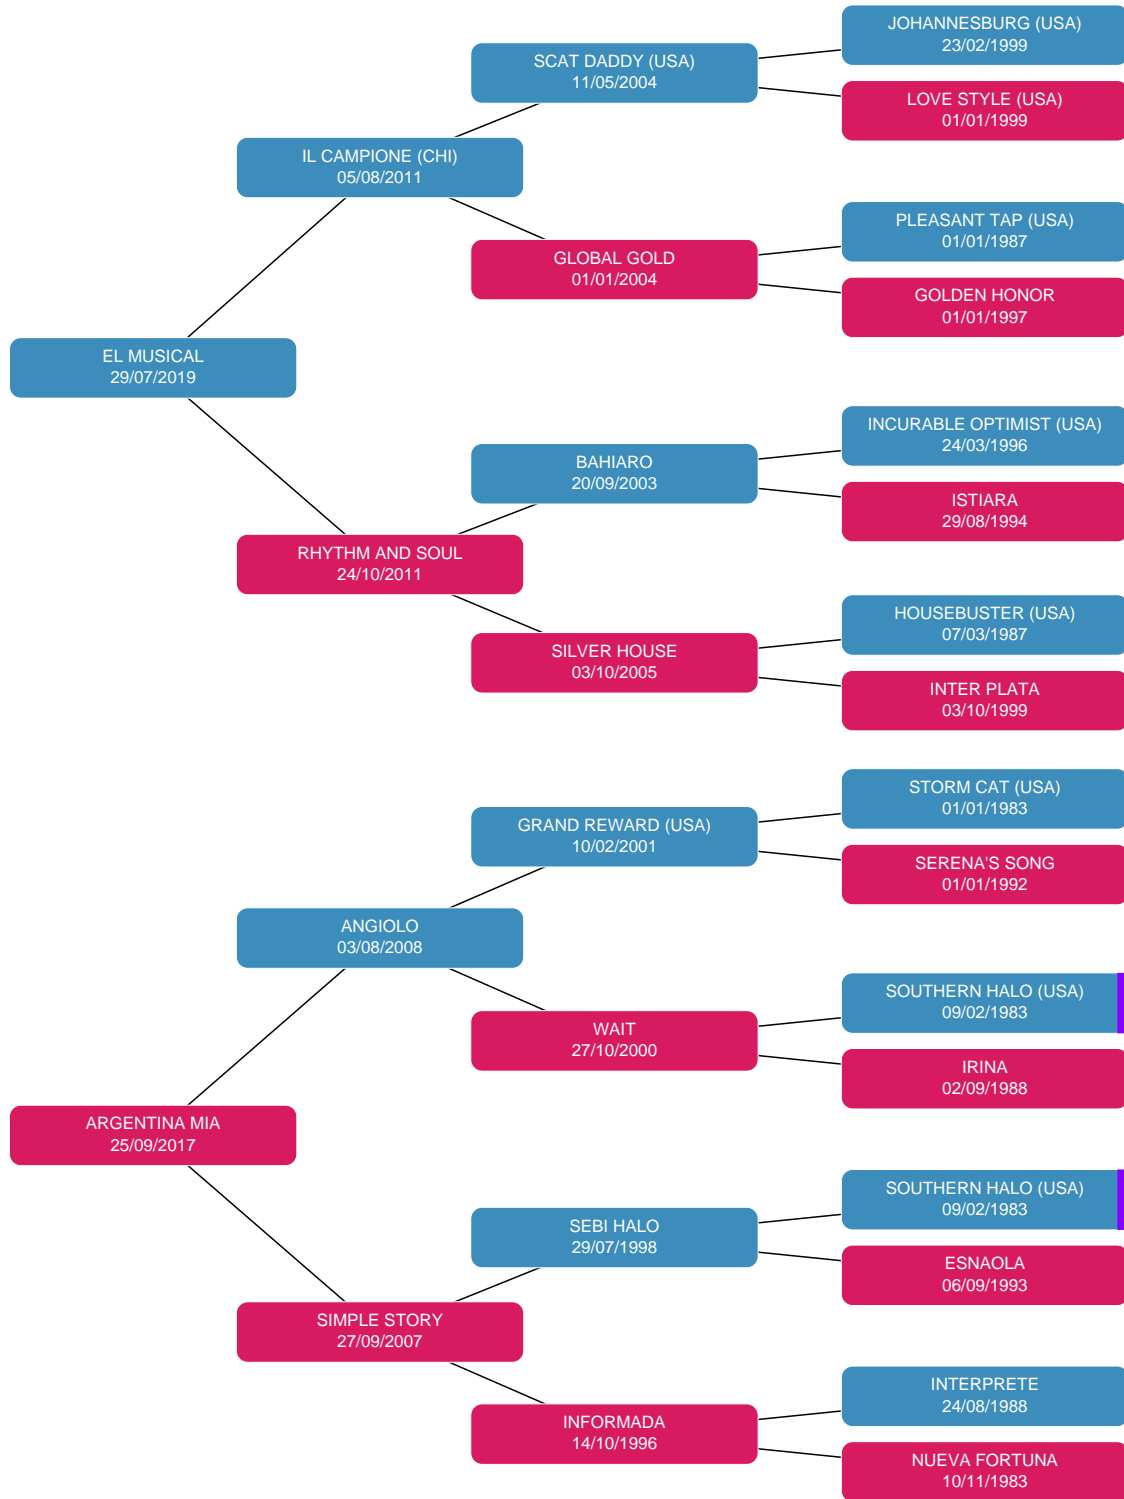 JOHANNESBURG (USA)
23/02/1999
SCAT DADDY (USA)
11/05/2004
LOVE STYLE (USA)
01/01/1999
IL CAMPIONE (CHI)
05/08/2011
PLEASANT TAP (USA)
01/01/1987
GLOBAL GOLD
01/01/2004
GOLDEN HONOR
01/01/1997
EL MUSICAL
29/07/2019
INCURABLE OPTIMIST (USA)
24/03/1996
BAHIARO
20/09/2003
ISTIARA
29/08/1994
RHYTHM AND SOUL
24/10/2011
HOUSEBUSTER (USA)
07/03/1987
SILVER HOUSE
03/10/2005
INTER PLATA
03/10/1999
STORM CAT (USA)
01/01/1983
GRAND REWARD (USA)
10/02/2001
SERENA'S SONG
01/01/1992
ANGIOLO
03/08/2008
SOUTHERN HALO (USA)
09/02/1983
WAIT
27/10/2000
IRINA
02/09/1988
ARGENTINA MIA
25/09/2017
SOUTHERN HALO (USA)
09/02/1983
SEBI HALO
29/07/1998
ESNAOLA
06/09/1993
SIMPLE STORY
27/09/2007
INTERPRETE
24/08/1988
INFORMADA
14/10/1996
NUEVA FORTUNA
10/11/1983